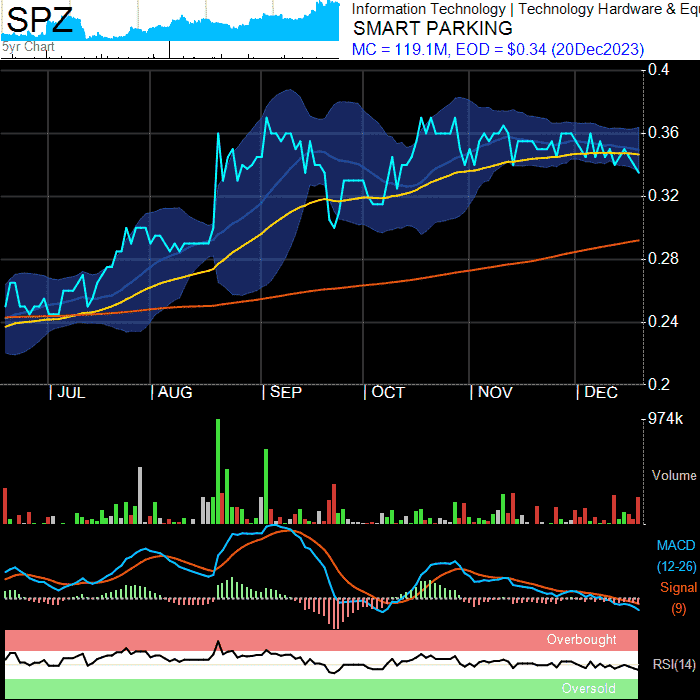 SPZ
5yr Chart
Information Technology | Technology Hardware & Equ
SMART PARKING
MC = 119.1M, EOD = $0.34 (20Dec2023)
0.4
0.36
0.32
0.28
0.24
0.2
| JUL | AUG | SEP | OCT | NOV | DEC
974k
Volume
MACD
(12-26)
Signal
(9)
Overbought
RSI(14)
Oversold